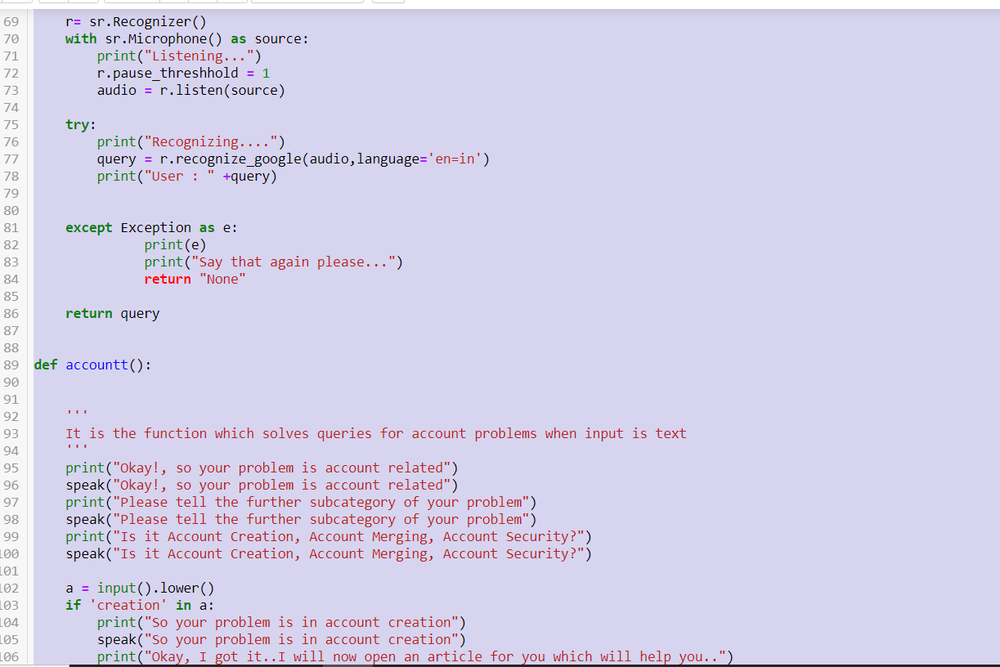 69 r= sr.Recognizer()
70 with sr.Microphone() as source:
71 print("Listening...")
72 r.pause_threshhold = 1
73 audio = r.listen(source)
74
75 try:
76 print("Recognizing....")
77 query = r.recognize_google(audio,language='en=in')
78 print("User : " +query)
79
80
81 except Exception as e:
82 print(e)
83 print("Say that again please...")
84 return "None"
85
86 return query
87
88
89 def accountt():
90
91
92 '''
93 It is the function which solves queries for account problems when input is text
94 '''
95 print("Okay!, so your problem is account related")
96 speak("Okay!, so your problem is account related")
97 print("Please tell the further subcategory of your problem")
98 speak("Please tell the further subcategory of your problem")
99 print("Is it Account Creation, Account Merging, Account Security?")
100 speak("Is it Account Creation, Account Merging, Account Security?")
101
102 a = input().lower()
103 if 'creation' in a:
104 print("So your problem is in account creation")
105 speak("So your problem is in account creation")
106 print("Okay, I got it..I will now open an article for you which will help you..")